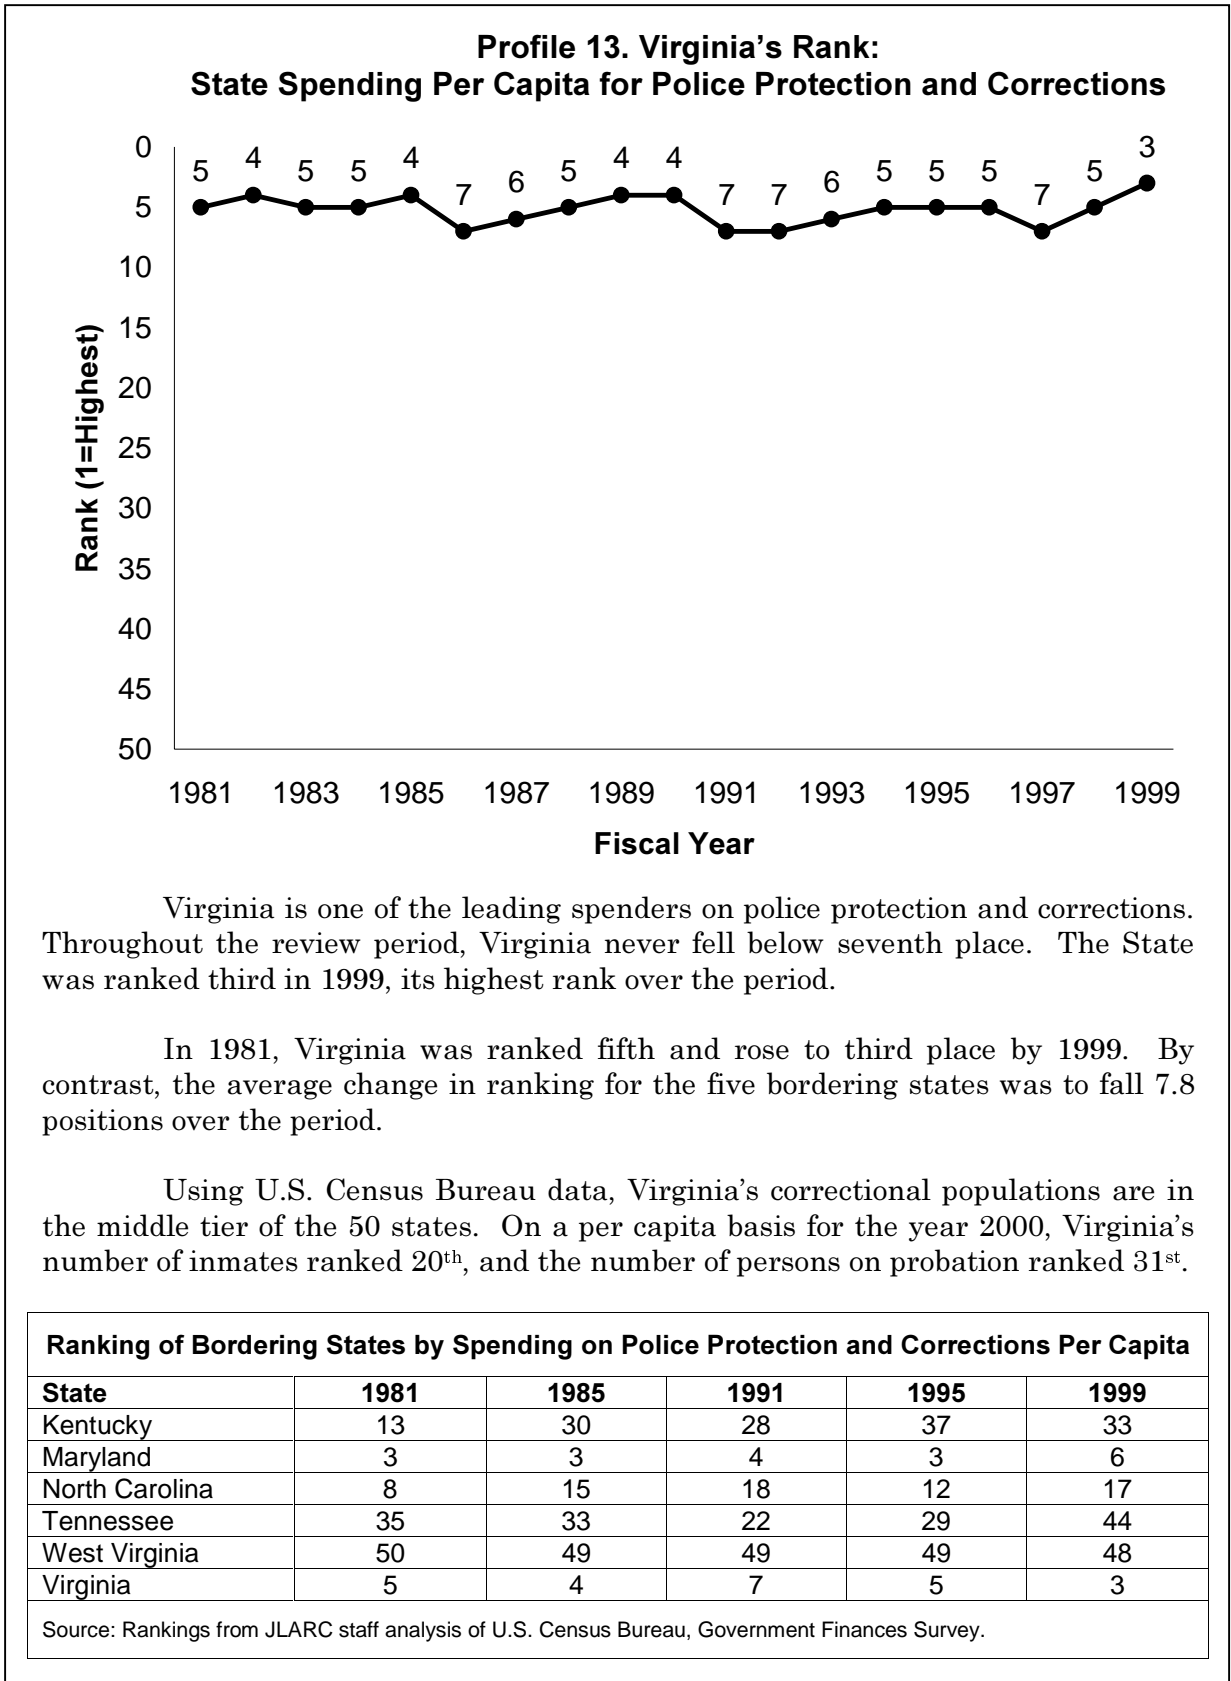 Profile 13. Virginia's Rank:
State Spending Per Capita for Police Protection and Corrections
0
5
10
15
20
25
30
35
40
45
50
Rank (1=Highest)
5 4 5 5 4 7 6 5 4 4 7 7 6 5 5 5 7 5 3
1981 1983 1985 1987 1989 1991 1993 1995 1997 1999
Fiscal Year
Virginia is one of the leading spenders on police protection and corrections.
Throughout the review period, Virginia never fell below seventh place. The State
was ranked third in 1999, its highest rank over the period.
In 1981, Virginia was ranked fifth and rose to third place by 1999. By
contrast, the average change in ranking for the five bordering states was to fall 7.8
positions over the period.
Using U.S. Census Bureau data, Virginia's correctional populations are in
the middle tier of the 50 states. On a per capita basis for the year 2000, Virginia's
number of inmates ranked 20th, and the number of persons on probation ranked 31st.
Ranking of Bordering States by Spending on Police Protection and Corrections Per Capita
State 1981 1985 1991 1995 1999
Kentucky 13 30 28 37 33
Maryland 3 3 4 3 6
North Carolina 8 15 18 12 17
Tennessee 35 33 22 29 44
West Virginia 50 49 49 49 48
Virginia 5 4 7 5 3
Source: Rankings from JLARC staff analysis of U.S. Census Bureau, Government Finances Survey.